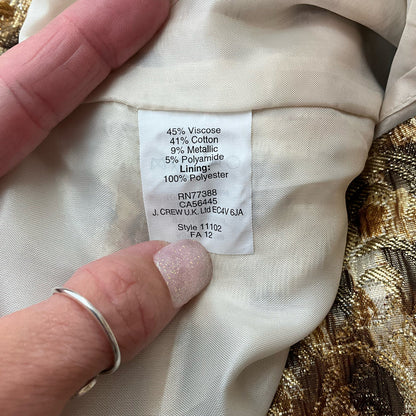 45% Viscose
41% Cotton
9% Metallic
5% Polyamide
Lining:
100% Polyester
RN77388
CA56445
J. CREW U.K. Ltd EC4V 6JA
Style 11102
FA 12